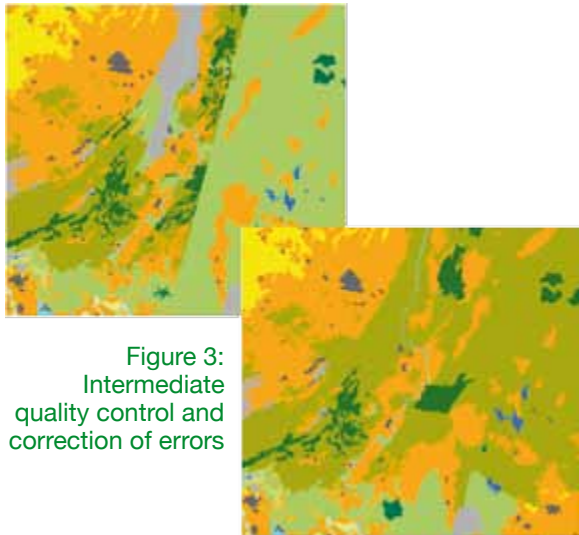 Figure 3:
Intermediate
quality control and
correction of errors